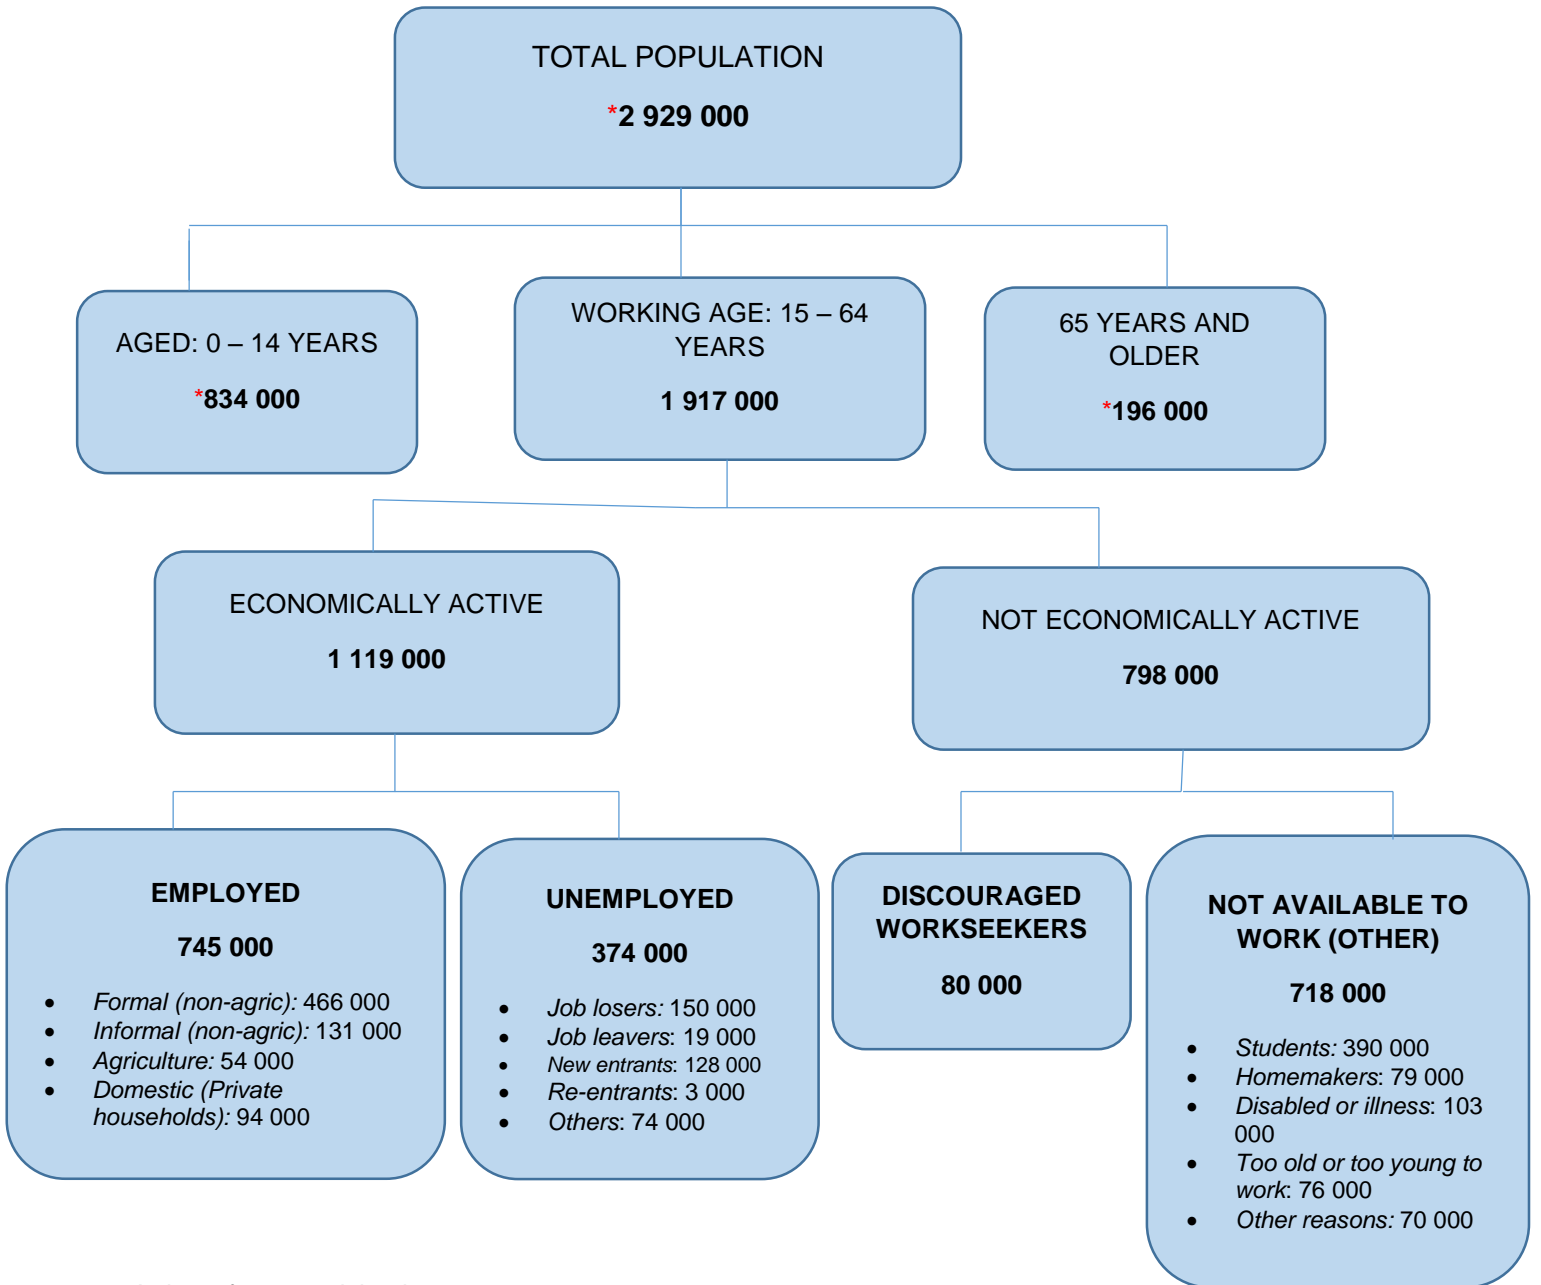 TOTAL POPULATION
*2 929 000
AGED: 0 – 14 YEARS
*834 000
WORKING AGE: 15 – 64
YEARS
1 917 000
65 YEARS AND
OLDER
*196 000
ECONOMICALLY ACTIVE
1 119 000
NOT ECONOMICALLY ACTIVE
798 000
EMPLOYED
745 000
• Formal (non-agric): 466 000
• Informal (non-agric): 131 000
• Agriculture: 54 000
• Domestic (Private
households): 94 000
UNEMPLOYED
374 000
• Job losers: 150 000
• Job leavers: 19 000
• New entrants: 128 000
• Re-entrants: 3 000
• Others: 74 000
DISCOURAGED
WORKSEEKERS
80 000
NOT AVAILABLE TO
WORK (OTHER)
718 000
• Students: 390 000
• Homemakers: 79 000
• Disabled or illness: 103
000
• Too old or too young to
work: 76 000
• Other reasons: 70 000